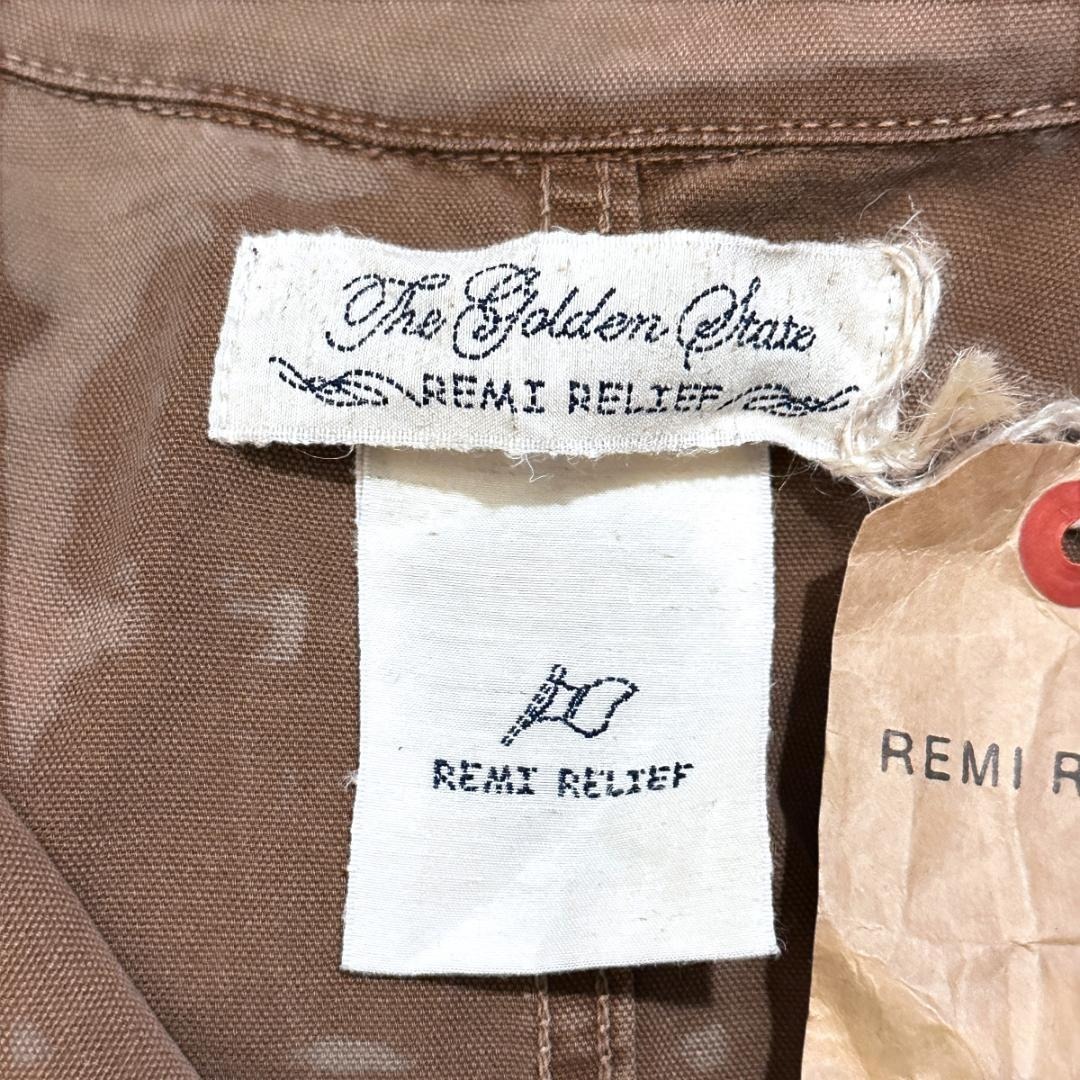 The Golden State
REMI RELIEF
REMI RELIEF
REMI R